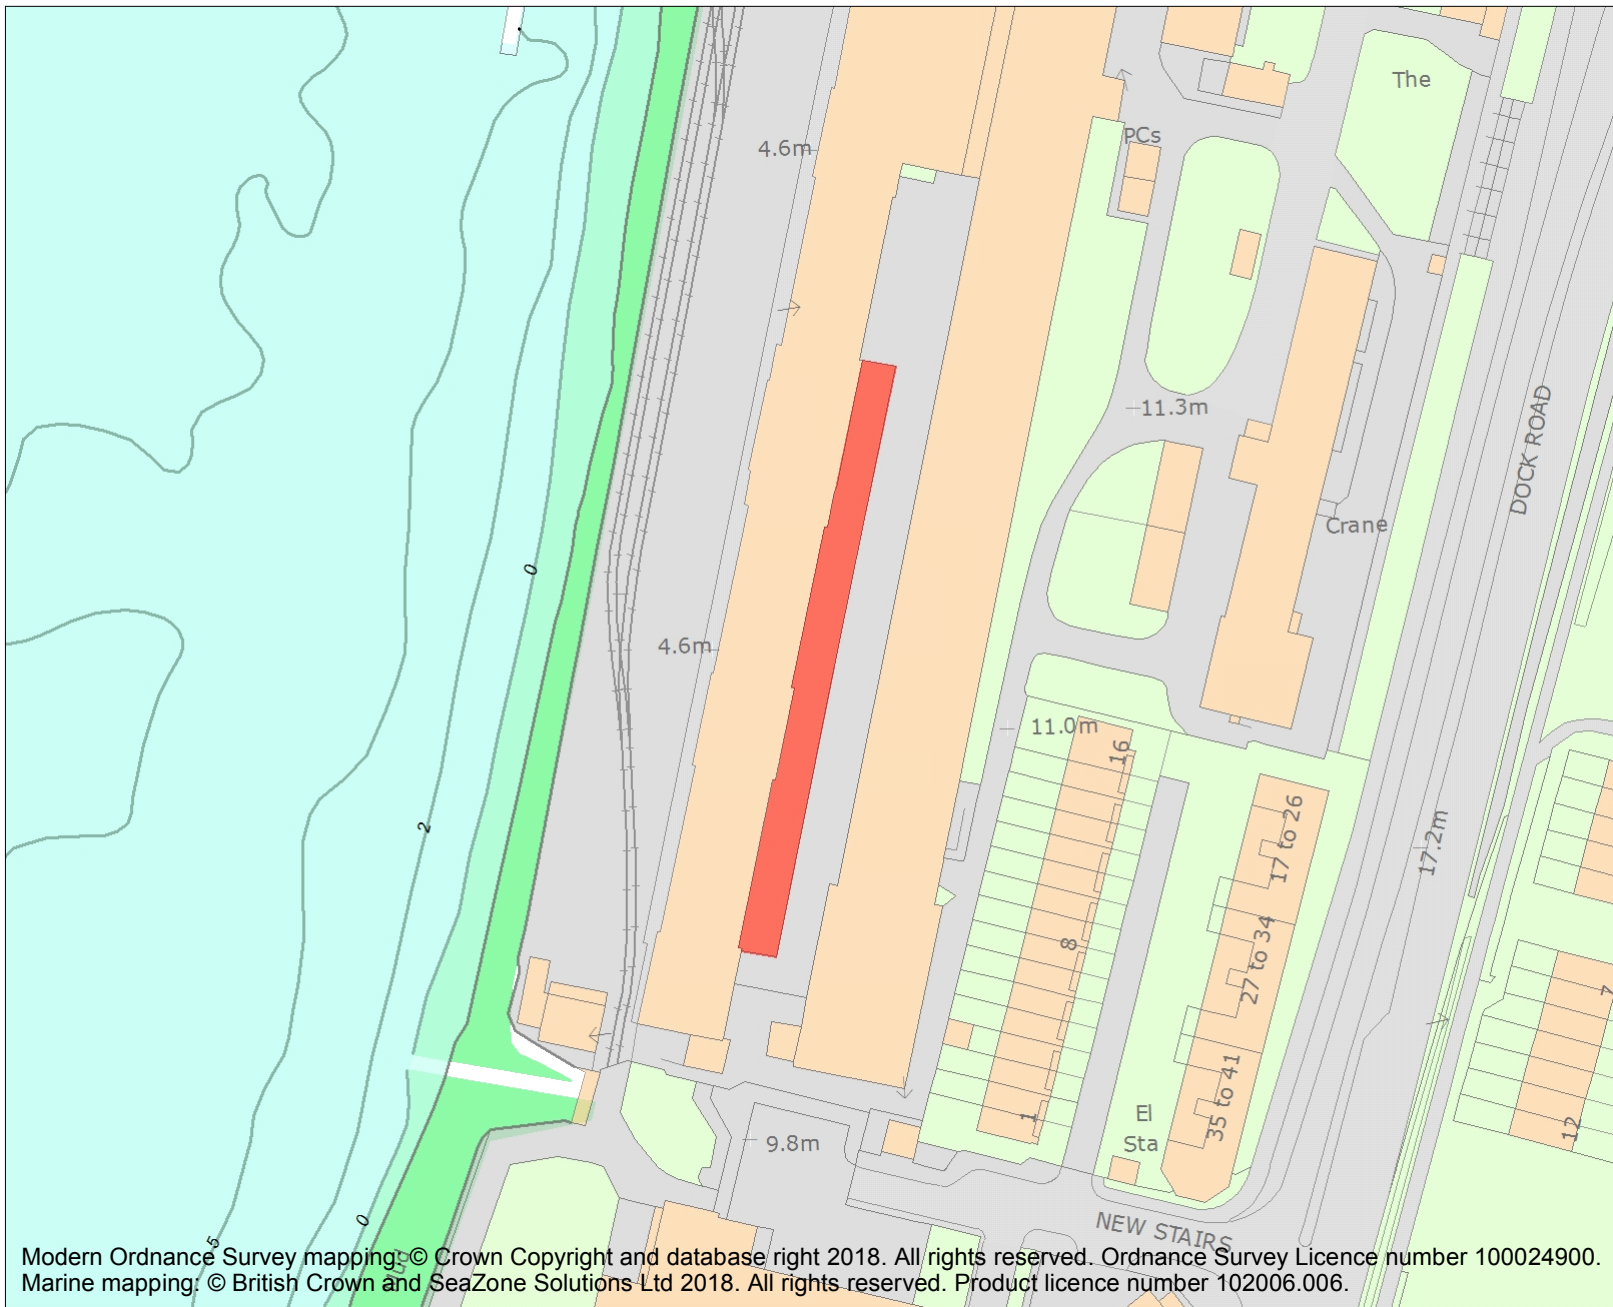 The
PCs
4.6m
11.3m
DOCK ROAD
Crane
0
4.6m
11.0m
16
2
17 to 26
17.2m
8
27 to 34
7
35 to 41
1
El
Sta
12
9.8m
0
NEW STAIRS
5
Mud
Modern Ordnance Survey mapping: © Crown Copyright and database right 2018. All rights reserved. Ordnance Survey Licence number 100024900.
Marine mapping: © British Crown and SeaZone Solutions Ltd 2018. All rights reserved. Product licence number 102006.006.